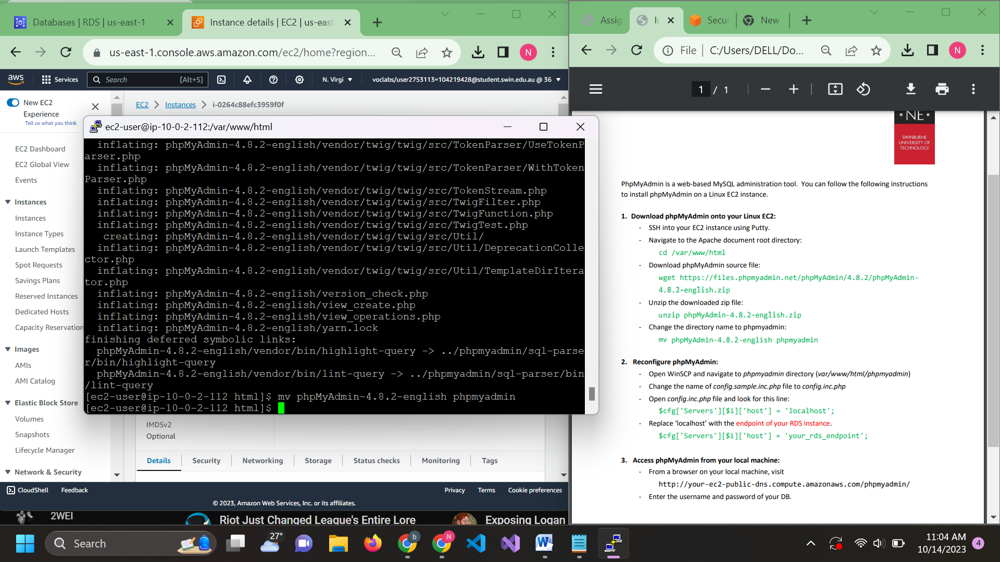 Databases | RDS | us-east-1
Instance details | EC2 | us-east
us-east-1.console.aws.amazon.com/ec2/home?region...
N
aws
Services
Search
[Alt+S]
N. Virgi
voclabs/user2753113=104219428@student.swin.edu.au @ 36
New EC2
Experience
Tell us what you think
EC2 > Instances > i-0264c88efc3959f0f
EC2 Dashboard
EC2 Global View
Events
Instances
Instances
Instance Types
Launch Templates
Spot Requests
Savings Plans
Reserved Instances
Dedicated Hosts
Capacity Reservation
Images
AMIs
AMI Catalog
Elastic Block Store
Volumes
Snapshots
Lifecycle Manager
Network & Security
ec2-user@ip-10-0-2-112:/var/www/html
inflating: phpMyAdmin-4.8.2-english/vendor/twig/twig/src/TokenParser/UseTokenP
arser.php
inflating: phpMyAdmin-4.8.2-english/vendor/twig/twig/src/TokenParser/WithToken
Parser.php
inflating: phpMyAdmin-4.8.2-english/vendor/twig/twig/src/TokenStream.php
inflating: phpMyAdmin-4.8.2-english/vendor/twig/twig/src/TwigFilter.php
inflating: phpMyAdmin-4.8.2-english/vendor/twig/twig/src/TwigFunction.php
inflating: phpMyAdmin-4.8.2-english/vendor/twig/twig/src/TwigTest.php
creating: phpMyAdmin-4.8.2-english/vendor/twig/twig/src/Util/
inflating: phpMyAdmin-4.8.2-english/vendor/twig/twig/src/Util/DeprecationColle
ctor.php
inflating: phpMyAdmin-4.8.2-english/vendor/twig/twig/src/Util/TemplateDirItera
tor.php
inflating: phpMyAdmin-4.8.2-english/version_check.php
inflating: phpMyAdmin-4.8.2-english/view_create.php
inflating: phpMyAdmin-4.8.2-english/view_operations.php
inflating: phpMyAdmin-4.8.2-english/yarn.lock
finishing deferred symbolic links:
phpMyAdmin-4.8.2-english/vendor/bin/highlight-query -> ../phpmyadmin/sql-parse
r/bin/highlight-query
phpMyAdmin-4.8.2-english/vendor/bin/lint-query -> ../phpmyadmin/sql-parser/bin
/lint-query
[ec2-user@ip-10-0-2-112 html]$ mv phpMyAdmin-4.8.2-english phpmyadmin
[ec2-user@ip-10-0-2-112 html]$
IMDSv2
Optional
Details
Security
Networking
Storage
Status checks
Monitoring
Tags
CloudShell
Feedback
Privacy
Terms
Cookie preferences
© 2023, Amazon Web Services, Inc. or its affiliates.
2WEI
Riot Just Changed League's Entire Lore
Exposing Logan
Assig
I
Secu
New
File
C:/Users/DELL/Do...
N
1 / 1
* NE *
SWINBURNE
UNIVERSITY OF
TECHNOLOGY
PhpMyAdmin is a web-based MySQL administration tool. You can follow the following instructions
to install phpMyAdmin on a Linux EC2 instance.
1. Download phpMyAdmin onto your Linux EC2:
- SSH into your EC2 instance using Putty.
- Navigate to the Apache document root directory:
cd /var/www/html
- Download phpMyAdmin source file:
wget https://files.phpmyadmin.net/phpMyAdmin/4.8.2/phpMyAdmin-
4.8.2-english.zip
- Unzip the downloaded zip file:
unzip phpMyAdmin-4.8.2-english.zip
- Change the directory name to phpmyadmin:
mv phpMyAdmin-4.8.2-english phpmyadmin
2. Reconfigure phpMyAdmin:
- Open WinSCP and navigate to phpmyadmin directory (var/www/html/phpmyadmin)
- Change the name of config.sample.inc.php file to config.inc.php
- Open config.inc.php file and look for this line:
$cfg['Servers'][$i]['host'] = 'localhost';
- Replace ‘localhost’ with the endpoint of your RDS instance.
$cfg['Servers'][$i]['host'] = 'your_rds_endpoint';
3. Access phpMyAdmin from your local machine:
- From a browser on your local machine, visit
http://your-ec2-public-dns.compute.amazonaws.com/phpmyadmin/
- Enter the username and password of your DB.
Search
27°
b
N
11:04 AM
10/14/2023
4